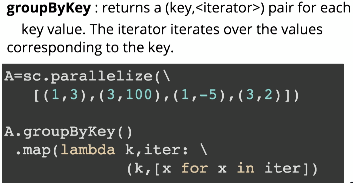 groupByKey : returns a (key,<iterator>) pair for each
key value. The iterator iterates over the values
corresponding to the key.
A=sc.parallelize(\
[(1,3),(3,100),(1,-5),(3,2)])
A.groupByKey()
.map(lambda k,iter: \
(k,[x for x in iter])